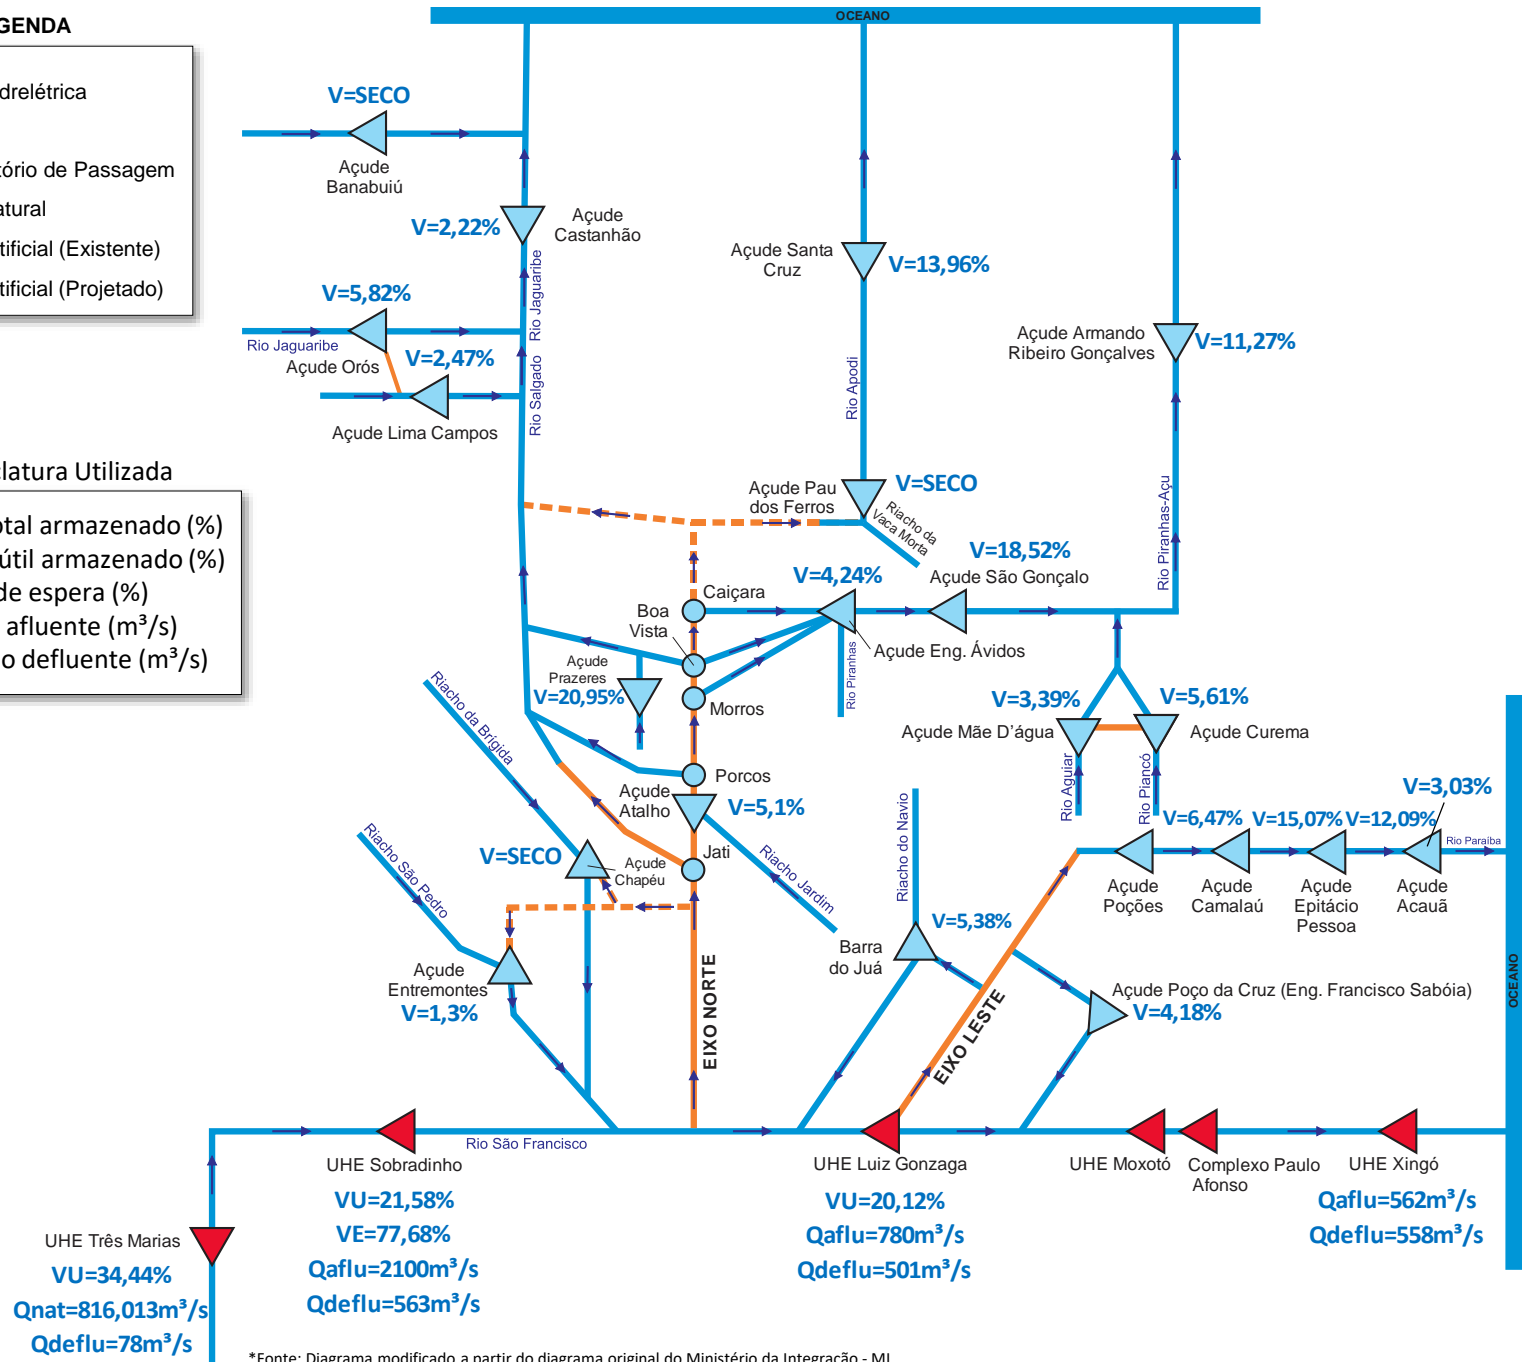 GENDA
drelétrica
tório de Passagem
atural
tificial (Existente)
tificial (Projetado)
clatura Utilizada
otal armazenado (%)
útil armazenado (%)
de espera (%)
afluente (m³/s)
o defluente (m³/s)
OCEANO
V=SECO
Açude
Banabuiú
V=2,22%
Açude
Castanhão
Rio Jaguaribe
V=5,82%
Rio Jaguaribe
Açude Orós
V=2,47%
Açude Lima Campos
Rio Salgado
Açude Santa
Cruz
V=13,96%
Rio Apodi
Açude Armando
Ribeiro Gonçalves
V=11,27%
Rio Piranhas-Açu
Açude Pau
dos Ferros
V=SECO
Riacho da
Vaca Morta
V=18,52%
Açude São Gonçalo
V=4,24%
Caiçara
Boa
Vista
Açude Eng. Ávidos
Rio Piranhas
Açude
Prazeres
V=20,95%
Morros
Porcos
Açude
Atalho
V=5,1%
Jati
Riacho Jardim
Riacho da Brígida
V=SECO
Açude
Chapéu
Riacho São Pedro
Açude
Entremontes
V=1,3%
EIXO NORTE
V=3,39%
Açude Mãe D'água
V=5,61%
Açude Curema
Rio Aguiar
Rio Piancó
V=3,03%
V=6,47%
V=15,07%
V=12,09%
Rio Paraíba
Açude
Poções
Açude
Camalaú
Açude
Epitácio
Pessoa
Açude
Acauã
Riacho do Navio
V=5,38%
Barra
do Juá
EIXO LESTE
Açude Poço da Cruz (Eng. Francisco Sabóia)
V=4,18%
OCEANO
Rio São Francisco
UHE Sobradinho
VU=21,58%
VE=77,68%
Qaflu=2100m³/s
Qdeflu=563m³/s
UHE Luiz Gonzaga
VU=20,12%
Qaflu=780m³/s
Qdeflu=501m³/s
UHE Moxotó
Complexo Paulo
Afonso
UHE Xingó
Qaflu=562m³/s
Qdeflu=558m³/s
UHE Três Marias
VU=34,44%
Qnat=816,013m³/s
Qdeflu=78m³/s
*Fonte: Diagrama modificado a partir do diagrama original do Ministério da Integração - MI